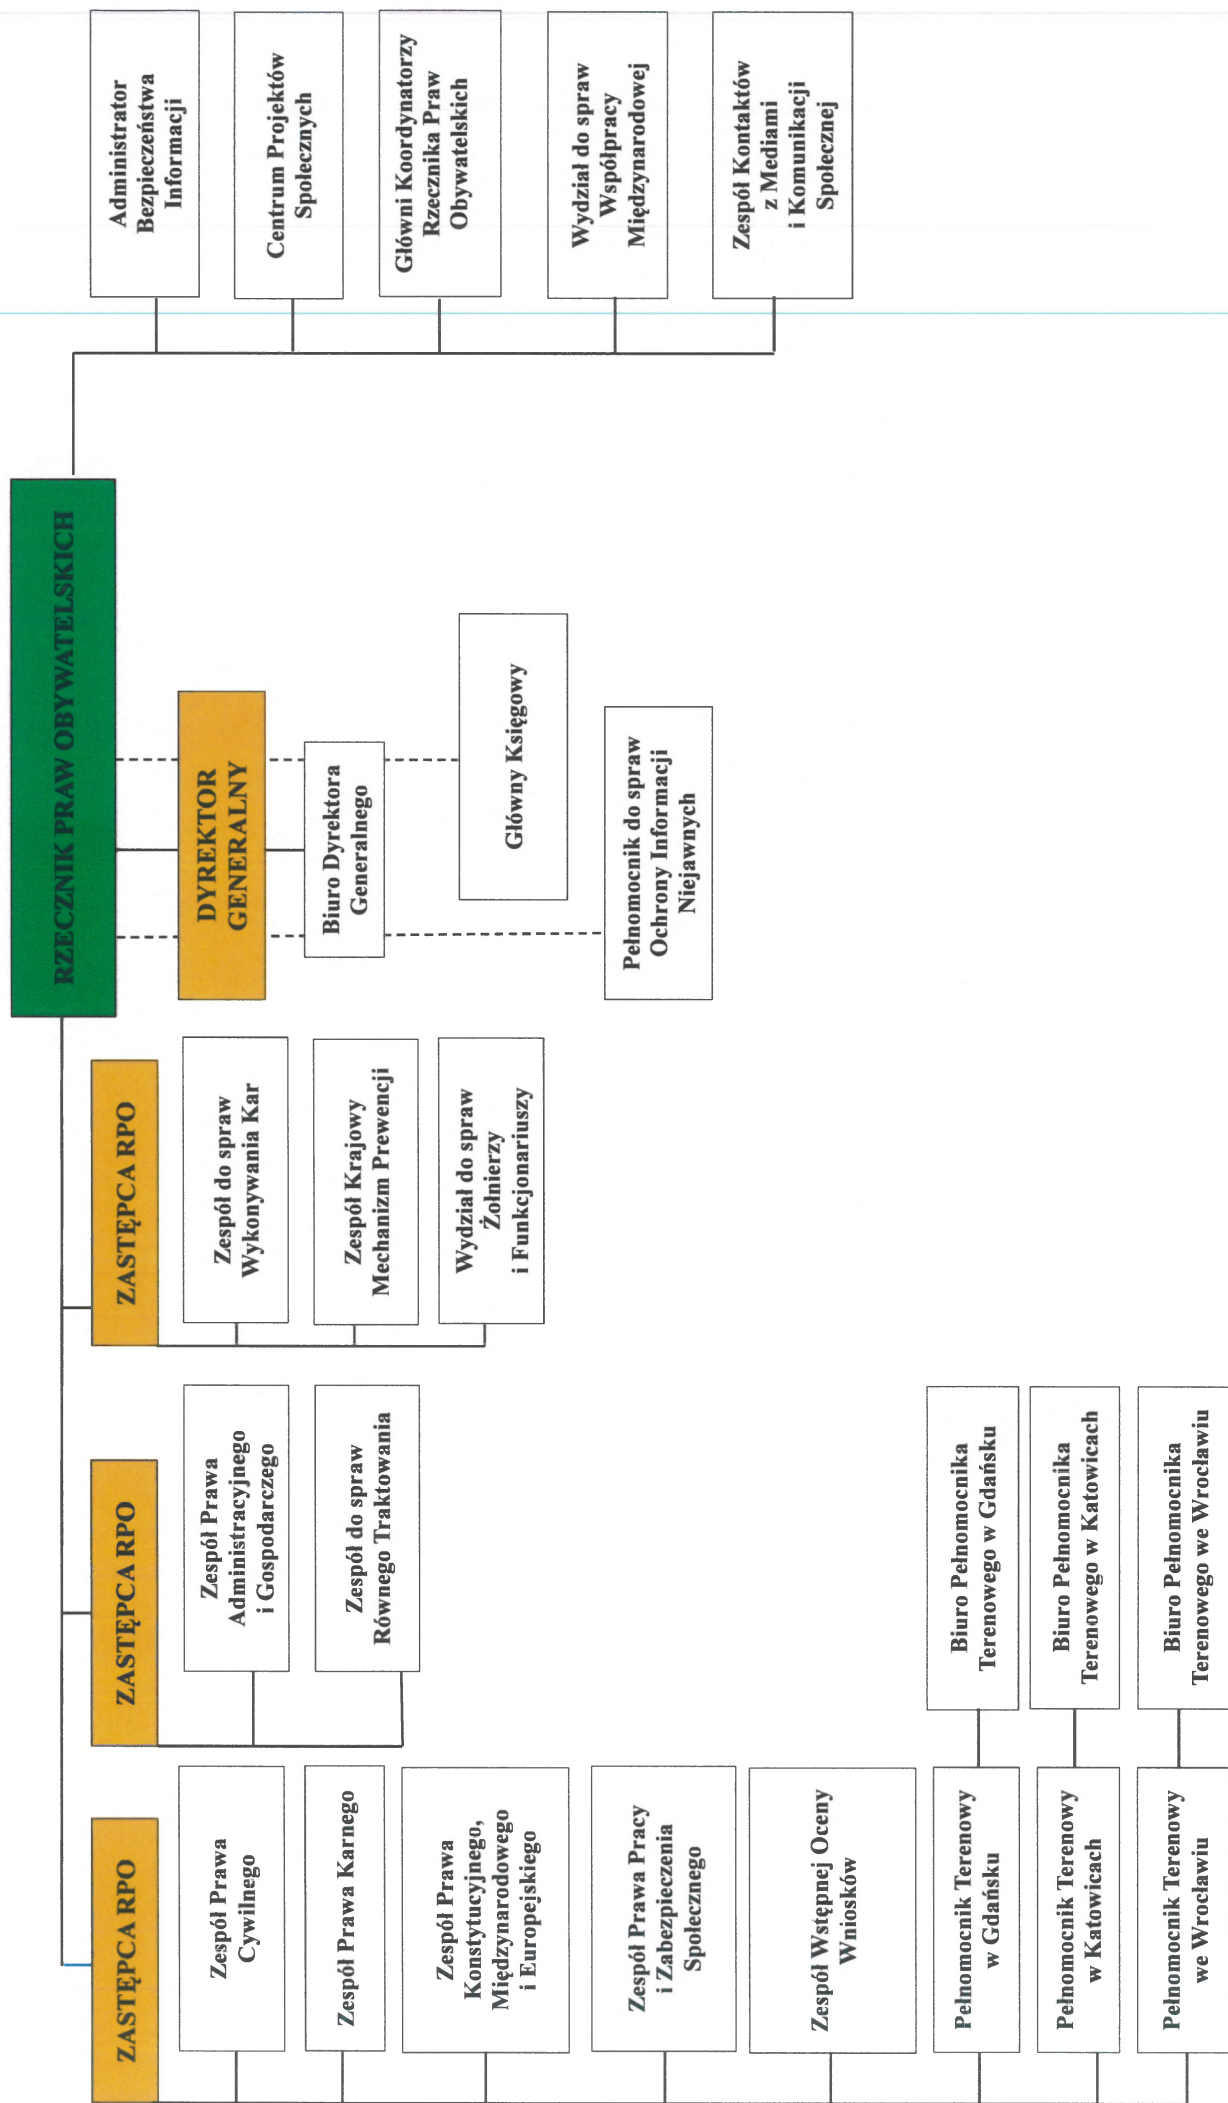 RZECZNIK PRAW OBYWATELSKICH
ZASTĘPCA RPO
Zespół Prawa
Cywilnego
Zespół Prawa Karnego
Zespół Prawa
Konstytucyjnego,
Międzynarodowego
i Europejskiego
Zespół Prawa Pracy
i Zabezpieczenia
Społecznego
Zespół Wstępnej Oceny
Wniosków
Pełnomocnik Terenowy
w Gdańsku
Biuro Pełnomocnika
Terenowego w Gdańsku
Pełnomocnik Terenowy
w Katowicach
Biuro Pełnomocnika
Terenowego w Katowicach
Pełnomocnik Terenowy
we Wrocławiu
Biuro Pełnomocnika
Terenowego we Wrocławiu
ZASTĘPCA RPO
Zespół Prawa
Administracyjnego
i Gospodarczego
Zespół do spraw
Równego Traktowania
ZASTĘPCA RPO
Zespół do spraw
Wykonywania Kar
Zespół Krajowy
Mechanizm Prewencji
Wydział do spraw
Żołnierzy
i Funkcjonariuszy
DYREKTOR
GENERALNY
Biuro Dyrektora
Generalnego
Główny Księgowy
Pełnomocnik do spraw
Ochrony Informacji
Niejawnych
Administrator
Bezpieczeństwa
Informacji
Centrum Projektów
Społecznych
Główni Koordynatorzy
Rzecznika Praw
Obywatelskich
Wydział do spraw
Współpracy
Międzynarodowej
Zespół Kontaktów
z Mediami
i Komunikacji
Społecznej